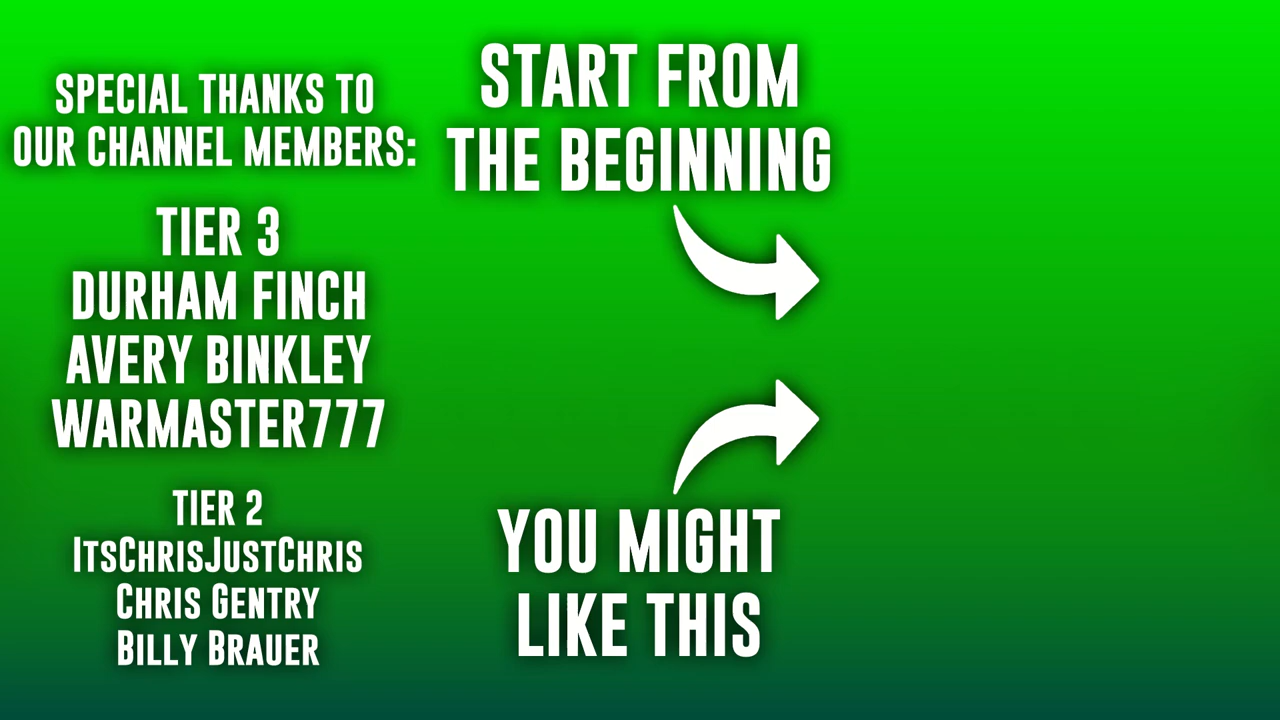 SPECIAL THANKS TO
OUR CHANNEL MEMBERS:
TIER 3
DURHAM FINCH
AVERY BINKLEY
WARMASTER777
TIER 2
ITSCHRISJUSTCHRIS
CHRIS GENTRY
BILLY BRAUER
START FROM
THE BEGINNING
YOU MIGHT
LIKE THIS